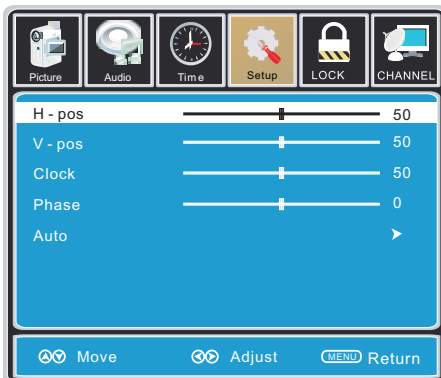 Picture Audio Time Setup LOCK CHANNEL
H - pos 50
V - pos 50
Clock 50
Phase 0
Auto
Move Adjust MENU Return